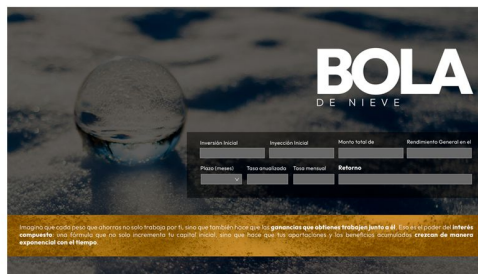 BOLA
DE NIEVE
Inversión Inicial
Inyección Inicial
Monto total de
Rendimiento General en el
Plazo (meses)
Tasa anualizada
Tasa mensual
Retorno
Imagina que cada peso que ahorras no solo trabaja por ti, sino que también hace que las ganancias que obtienes trabajen junto a él. Ese es el poder del interés
compuesto: una fórmula que no solo incrementa tu capital inicial, sino que hace que tus aportaciones y los beneficios acumulados crezcan de manera
exponencial con el tiempo.